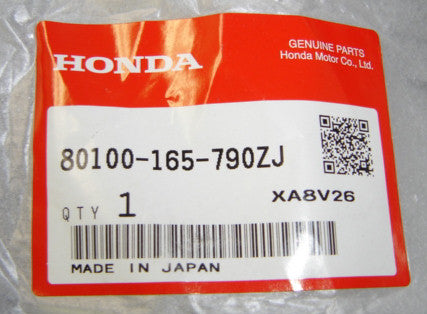 GENUINE PARTS
HONDA Honda Motor Co., Ltd.
80100-165-790ZJ
QTY 1 XA8V26
MADE IN JAPAN